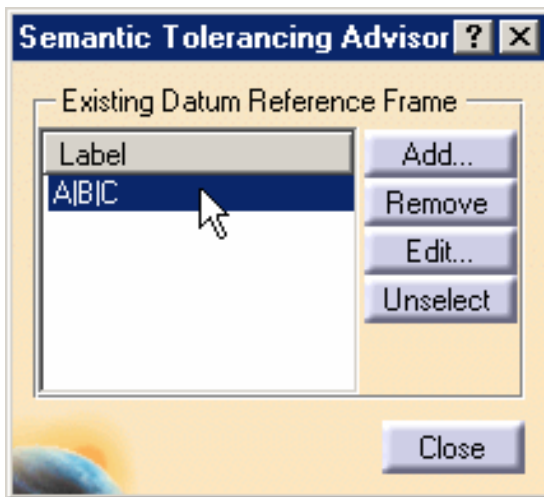 Semantic Tolerancing Advisor ? X
Existing Datum Reference Frame
Label
A|B|C
Add...
Remove
Edit...
Unselect
Close